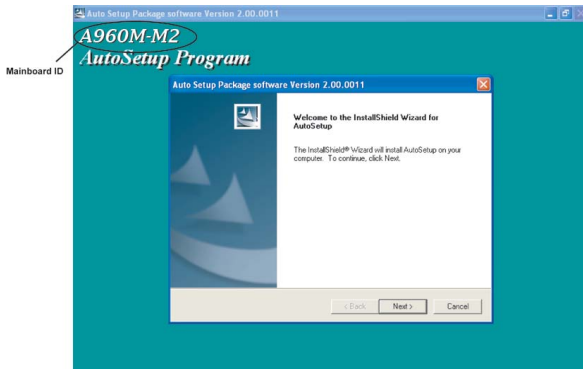 Auto Setup Package software Version 2.00.0011
A960M-M2
AutoSetup Program
Mainboard ID
Auto Setup Package software Version 2.00.0011
Welcome to the InstallShield Wizard for
AutoSetup
The InstallShield® Wizard will install AutoSetup on your
computer. To continue, click Next.
< Back Next > Cancel